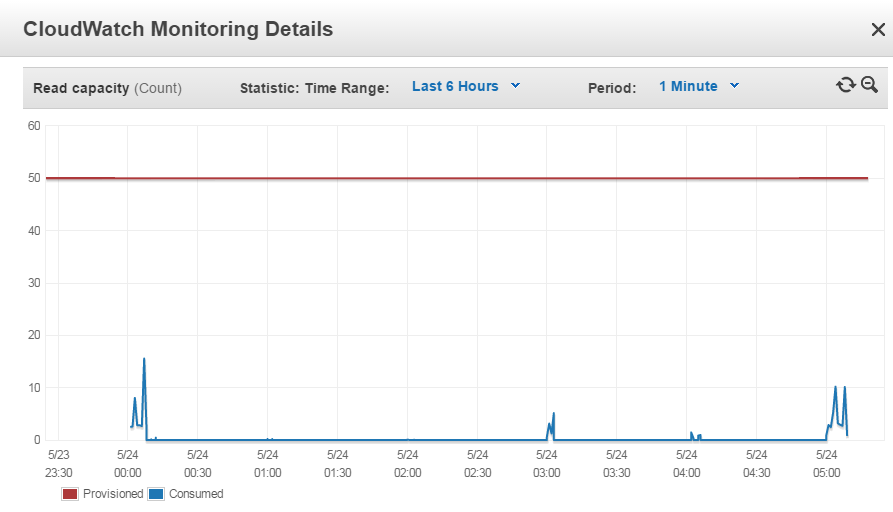 CloudWatch Monitoring Details
Read capacity (Count) Statistic: Time Range: Last 6 Hours Period: 1 Minute
60
50
40
30
20
10
0
5/23 5/24 5/24 5/24 5/24 5/24 5/24 5/24 5/24 5/24 5/24 5/24
23:30 00:00 00:30 01:00 01:30 02:00 02:30 03:00 03:30 04:00 04:30 05:00
Provisioned Consumed